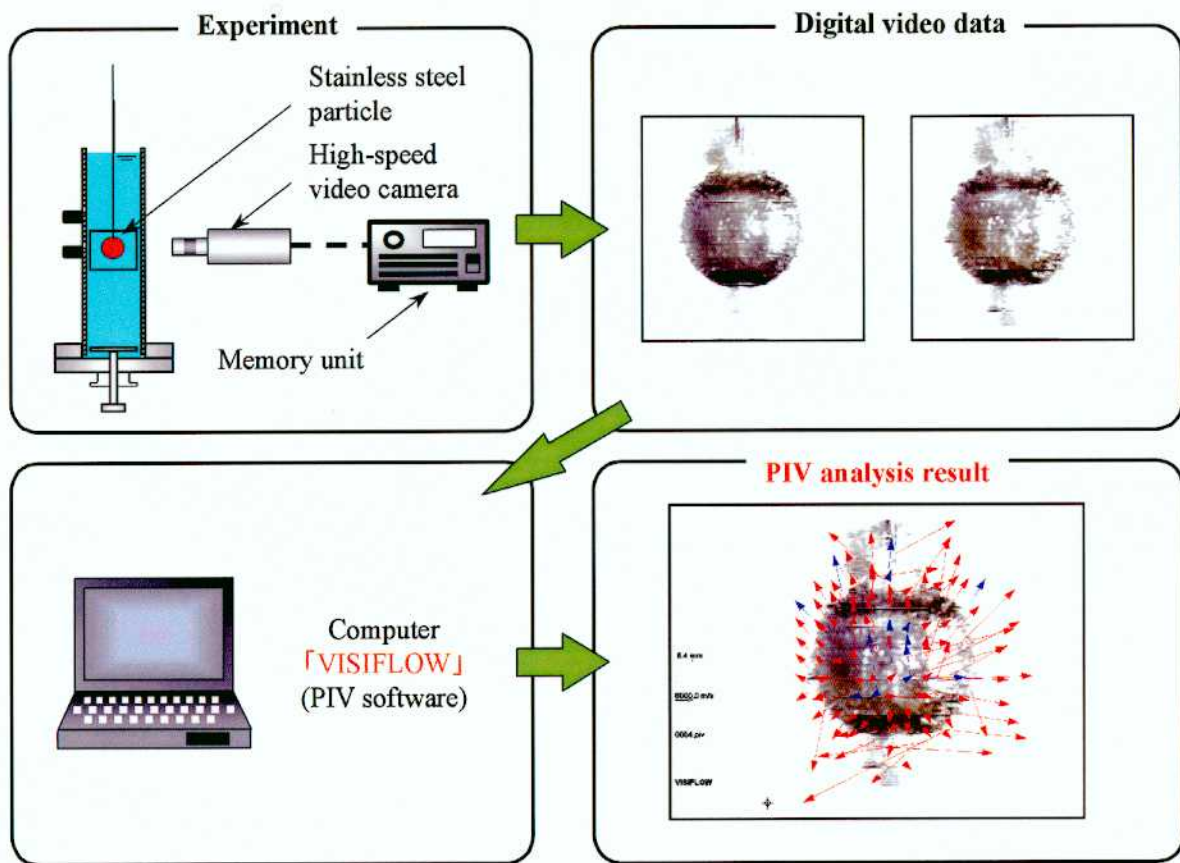 Experiment
Stainless steel
particle
High-speed
video camera
Memory unit
Digital video data
Computer
「VISIFLOW」
(PIV software)
PIV analysis result
VISIFLOW